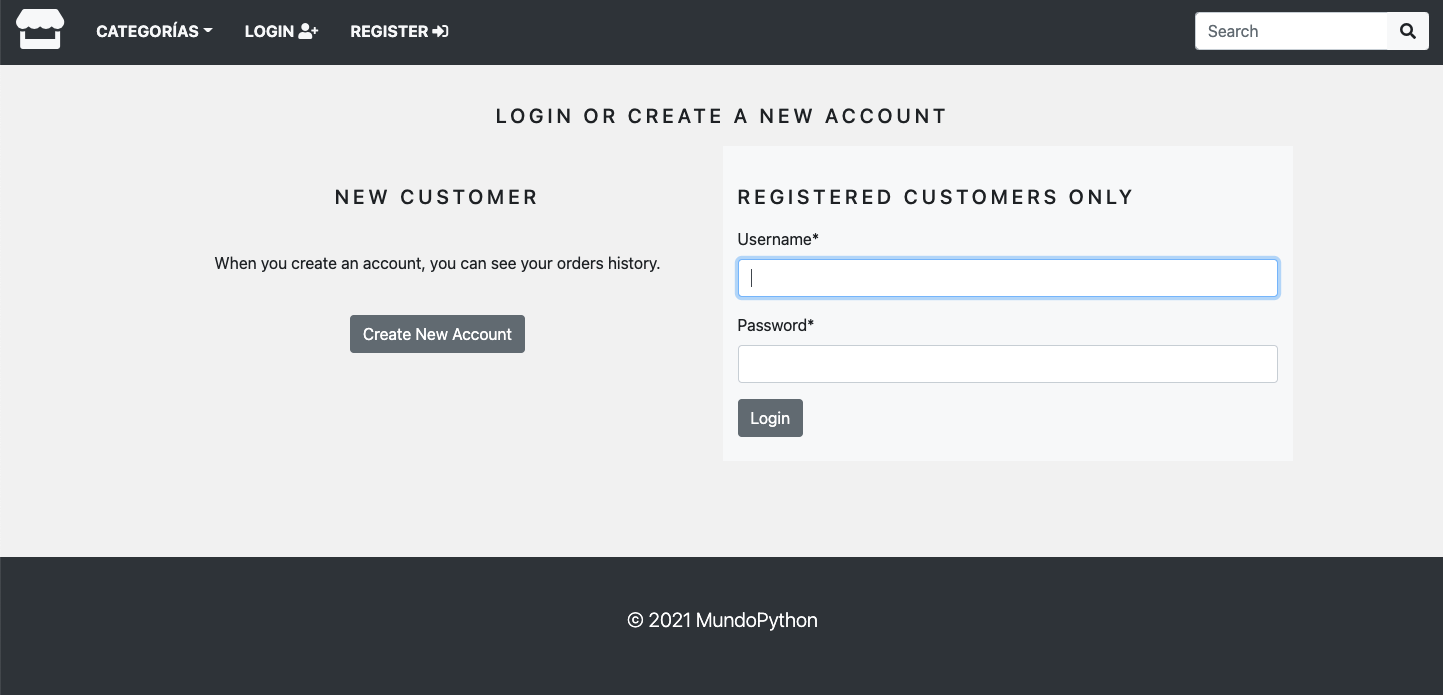 CATEGORÍAS LOGIN REGISTER Search
LOGIN OR CREATE A NEW ACCOUNT
NEW CUSTOMER
When you create an account, you can see your orders history.
Create New Account
REGISTERED CUSTOMERS ONLY
Username*
Password*
Login
© 2021 MundoPython